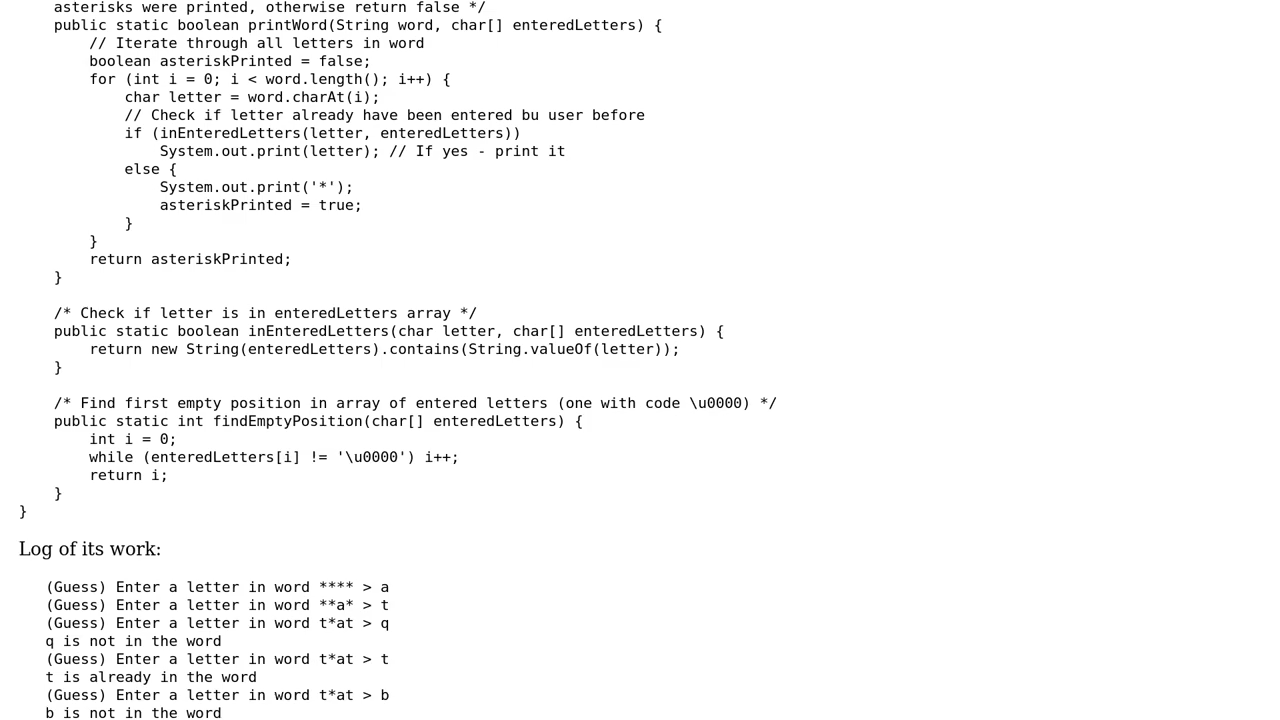 asterisks were printed, otherwise return false */
public static boolean printWord(String word, char[] enteredLetters) {
// Iterate through all letters in word
boolean asteriskPrinted = false;
for (int i = 0; i < word.length(); i++) {
char letter = word.charAt(i);
// Check if letter already have been entered bu user before
if (inEnteredLetters(letter, enteredLetters))
System.out.print(letter); // If yes - print it
else {
System.out.print('*');
asteriskPrinted = true;
}
}
return asteriskPrinted;
}
/* Check if letter is in enteredLetters array */
public static boolean inEnteredLetters(char letter, char[] enteredLetters) {
return new String(enteredLetters).contains(String.valueOf(letter));
}
/* Find first empty position in array of entered letters (one with code \u0000) */
public static int findEmptyPosition(char[] enteredLetters) {
int i = 0;
while (enteredLetters[i] != '\u0000') i++;
return i;
}
}
Log of its work:
(Guess) Enter a letter in word **** > a
(Guess) Enter a letter in word **a* > t
(Guess) Enter a letter in word t*at > q
q is not in the word
(Guess) Enter a letter in word t*at > t
t is already in the word
(Guess) Enter a letter in word t*at > b
b is not in the word